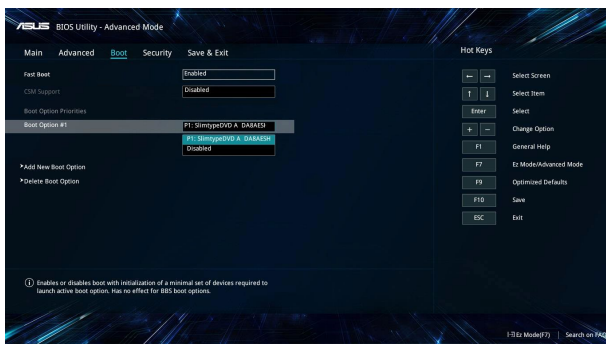 ASUS BIOS Utility - Advanced Mode
Main Advanced Boot Security Save & Exit
Hot Keys
Fast Boot Enabled
CSM Support Disabled
Boot Option Priorities
Boot Option #1 P1: SlimtypeDVD A DA8AESI
P1: SlimtypeDVD A DA8AESH
Disabled
>Add New Boot Option
>Delete Boot Option
← → Select Screen
↑ ↓ Select Item
Enter Select
+ − Change Option
F1 General Help
F7 Ez Mode/Advanced Mode
F9 Optimized Defaults
F10 Save
ESC Exit
Enables or disables boot with initialization of a minimal set of devices required to
launch active boot option. Has no effect for BBS boot options.
Ez Mode(F7) | Search on FAQ